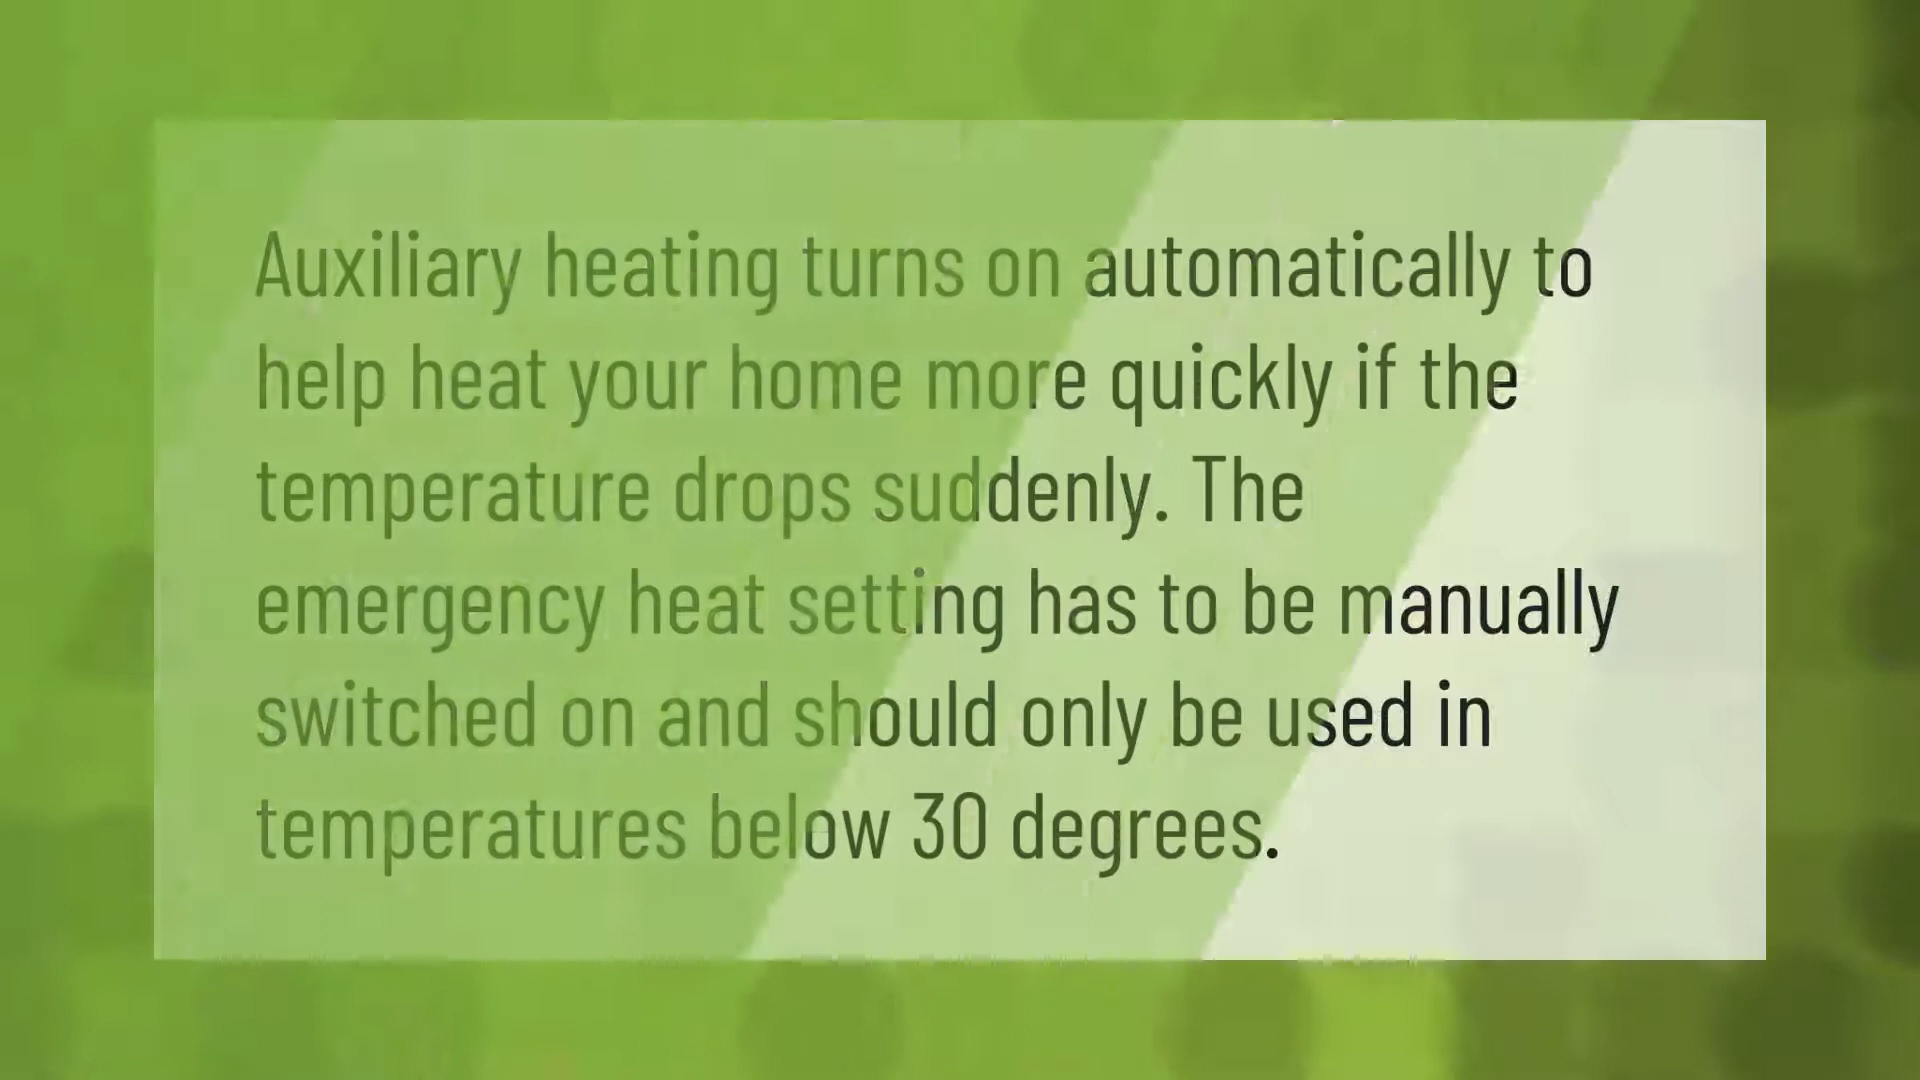 Auxiliary heating turns on automatically to
help heat your home more quickly if the
temperature drops suddenly. The
emergency heat setting has to be manually
switched on and should only be used in
temperatures below 30 degrees.